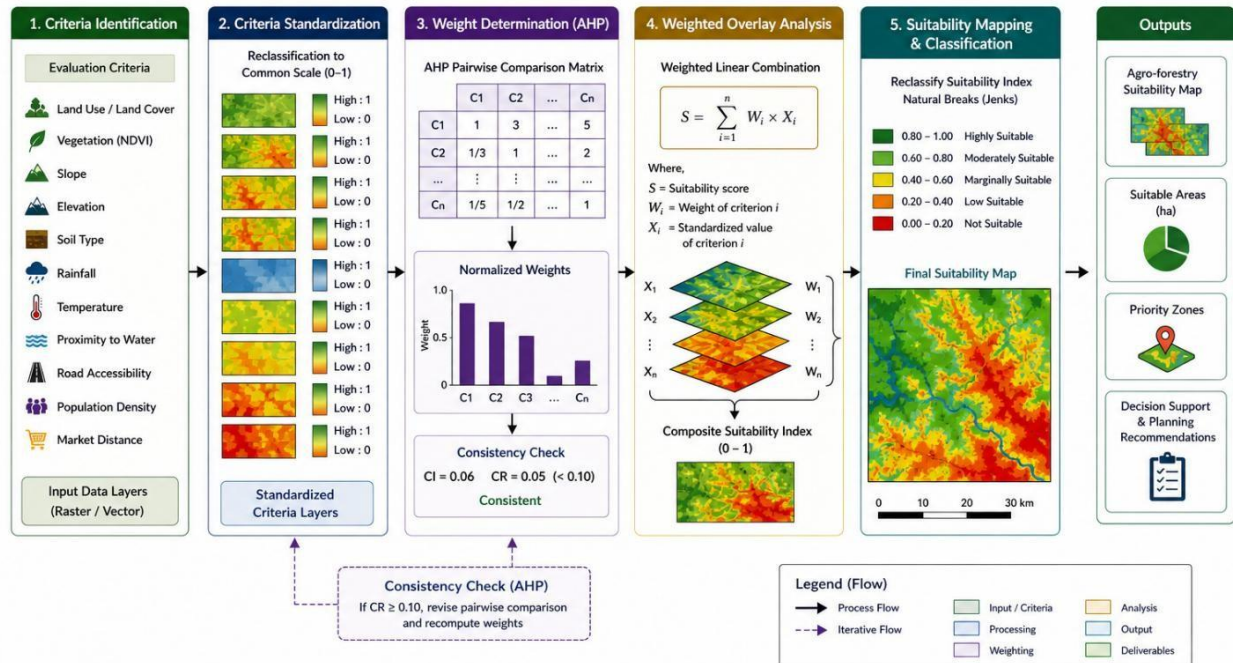 1. Criteria Identification
Evaluation Criteria
Land Use / Land Cover
Vegetation (NDVI)
Slope
Elevation
Soil Type
Rainfall
Temperature
Proximity to Water
Road Accessibility
Population Density
Market Distance
Input Data Layers
(Raster / Vector)
2. Criteria Standardization
Reclassification to
Common Scale (0–1)
High : 1
Low : 0
High : 1
Low : 0
High : 1
Low : 0
High : 1
Low : 0
High : 1
Low : 0
High : 1
Low : 0
High : 1
Low : 0
High : 1
Low : 0
High : 1
Low : 0
Standardized
Criteria Layers
3. Weight Determination (AHP)
AHP Pairwise Comparison Matrix
C1 C2 ... Cn
C1 1 3 ... 5
C2 1/3 1 ... 2
... ⋮ ⋮ ... ...
Cn 1/5 1/2 ... 1
Normalized Weights
Weight
1.0
0.5
0
C1 C2 C3 ... Cn
Consistency Check
CI = 0.06 CR = 0.05 (< 0.10)
Consistent
Consistency Check (AHP)
If CR ≥ 0.10, revise pairwise comparison
and recompute weights
4. Weighted Overlay Analysis
Weighted Linear Combination
S = n ∑ i=1 Wi × Xi
Where,
S = Suitability score
Wi = Weight of criterion i
Xi = Standardized value
of criterion i
X1 W1
X2 W2
⋮ ⋮
Xn Wn
Composite Suitability Index
(0 – 1)
5. Suitability Mapping
& Classification
Reclassify Suitability Index
Natural Breaks (Jenks)
0.80 – 1.00 Highly Suitable
0.60 – 0.80 Moderately Suitable
0.40 – 0.60 Marginally Suitable
0.20 – 0.40 Low Suitable
0.00 – 0.20 Not Suitable
Final Suitability Map
0 10 20 30 km
Outputs
Agro-forestry
Suitability Map
Suitable Areas
(ha)
Priority Zones
Decision Support
& Planning
Recommendations
Legend (Flow)
Process Flow
Iterative Flow
Input / Criteria
Processing
Weighting
Analysis
Output
Deliverables